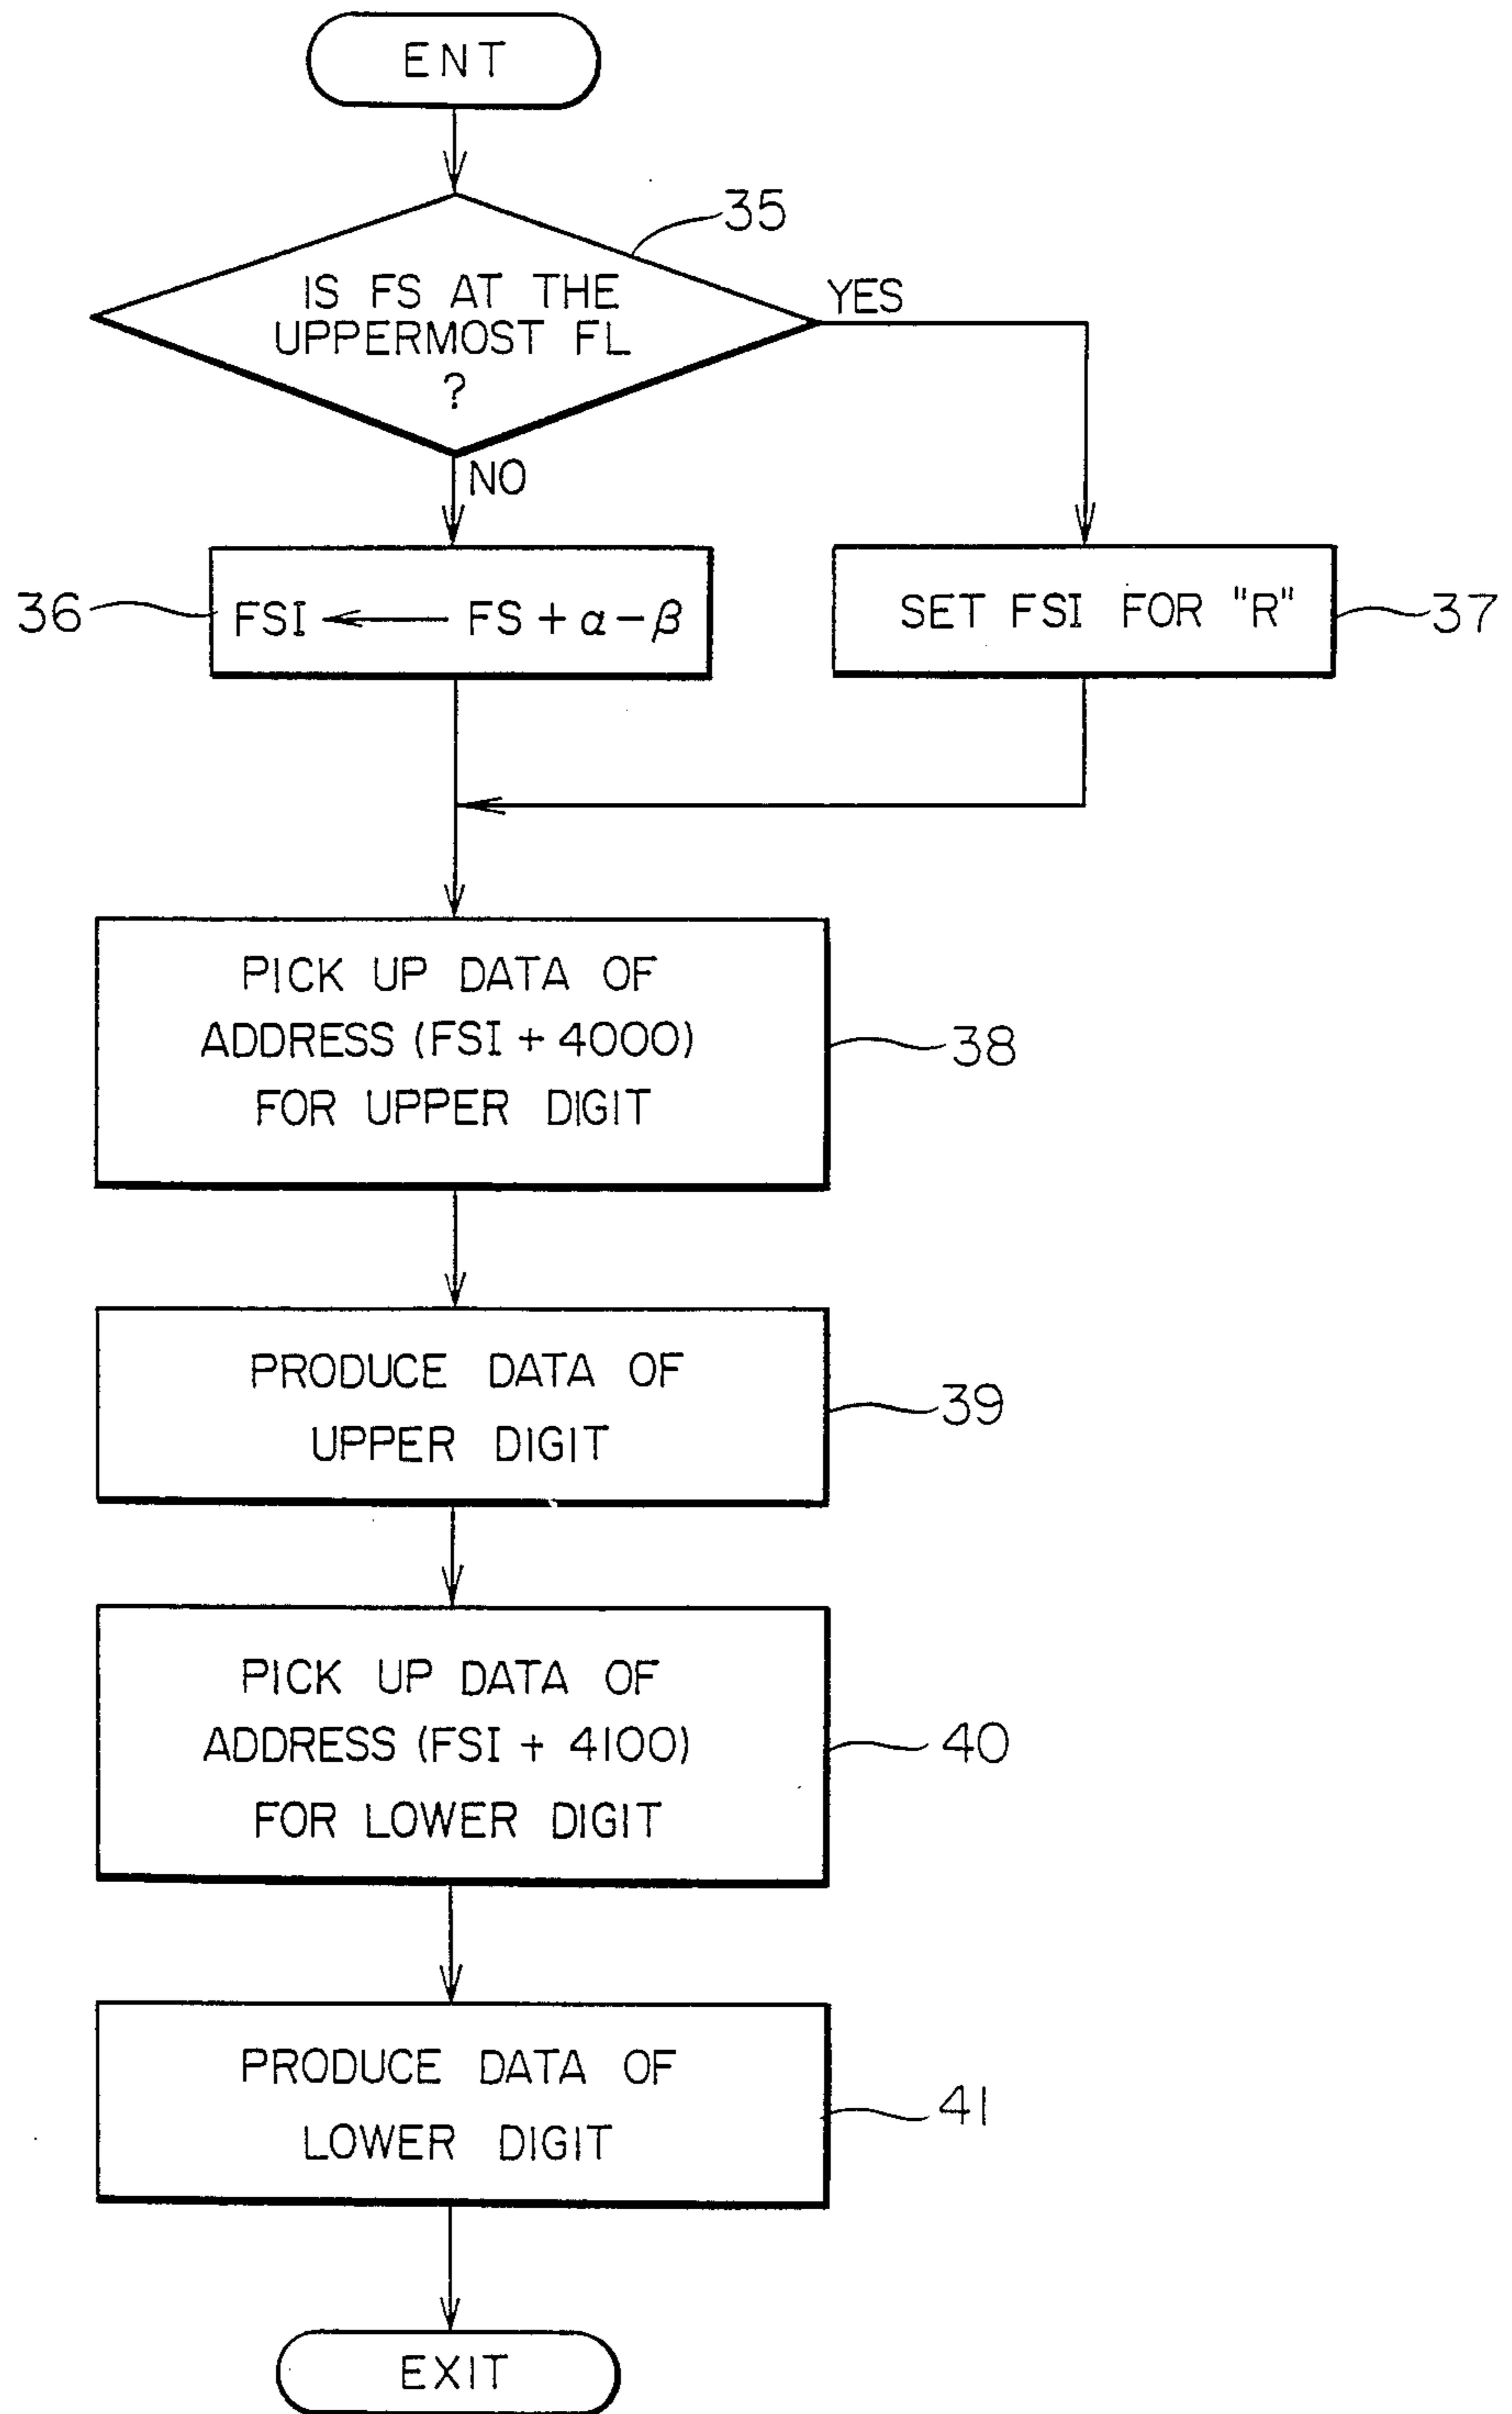 ENT
35
IS FS AT THE
UPPERMOST FL
?
YES
NO
36
FSI ← FS + α − β
SET FSI FOR "R"
37
PICK UP DATA OF
ADDRESS (FSI + 4000)
FOR UPPER DIGIT
38
PRODUCE DATA OF
UPPER DIGIT
39
PICK UP DATA OF
ADDRESS (FSI + 4100)
FOR LOWER DIGIT
40
PRODUCE DATA OF
LOWER DIGIT
41
EXIT